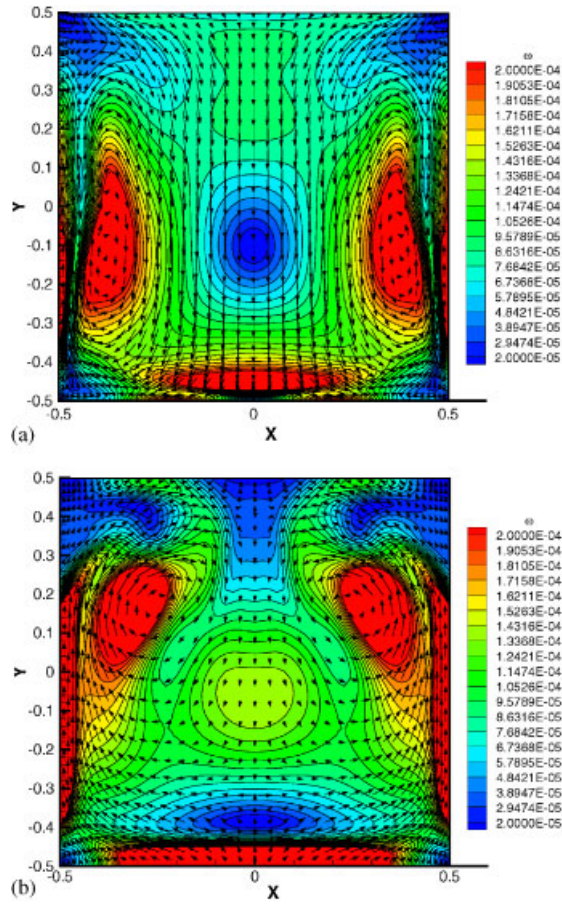 0.5
0.4
0.3
0.2
0.1
0
-0.1
-0.2
-0.3
-0.4
-0.5
Y
-0.5 0 0.5
X
(a)
ω
2.0000E-04
1.9053E-04
1.8105E-04
1.7158E-04
1.6211E-04
1.5263E-04
1.4316E-04
1.3368E-04
1.2421E-04
1.1474E-04
1.0526E-04
9.5789E-05
8.6316E-05
7.6842E-05
6.7368E-05
5.7895E-05
4.8421E-05
3.8947E-05
2.9474E-05
2.0000E-05
0.5
0.4
0.3
0.2
0.1
0
-0.1
-0.2
-0.3
-0.4
-0.5
Y
-0.5 0 0.5
X
(b)
ω
2.0000E-04
1.9053E-04
1.8105E-04
1.7158E-04
1.6211E-04
1.5263E-04
1.4316E-04
1.3368E-04
1.2421E-04
1.1474E-04
1.0526E-04
9.5789E-05
8.6316E-05
7.6842E-05
6.7368E-05
5.7895E-05
4.8421E-05
3.8947E-05
2.9474E-05
2.0000E-05